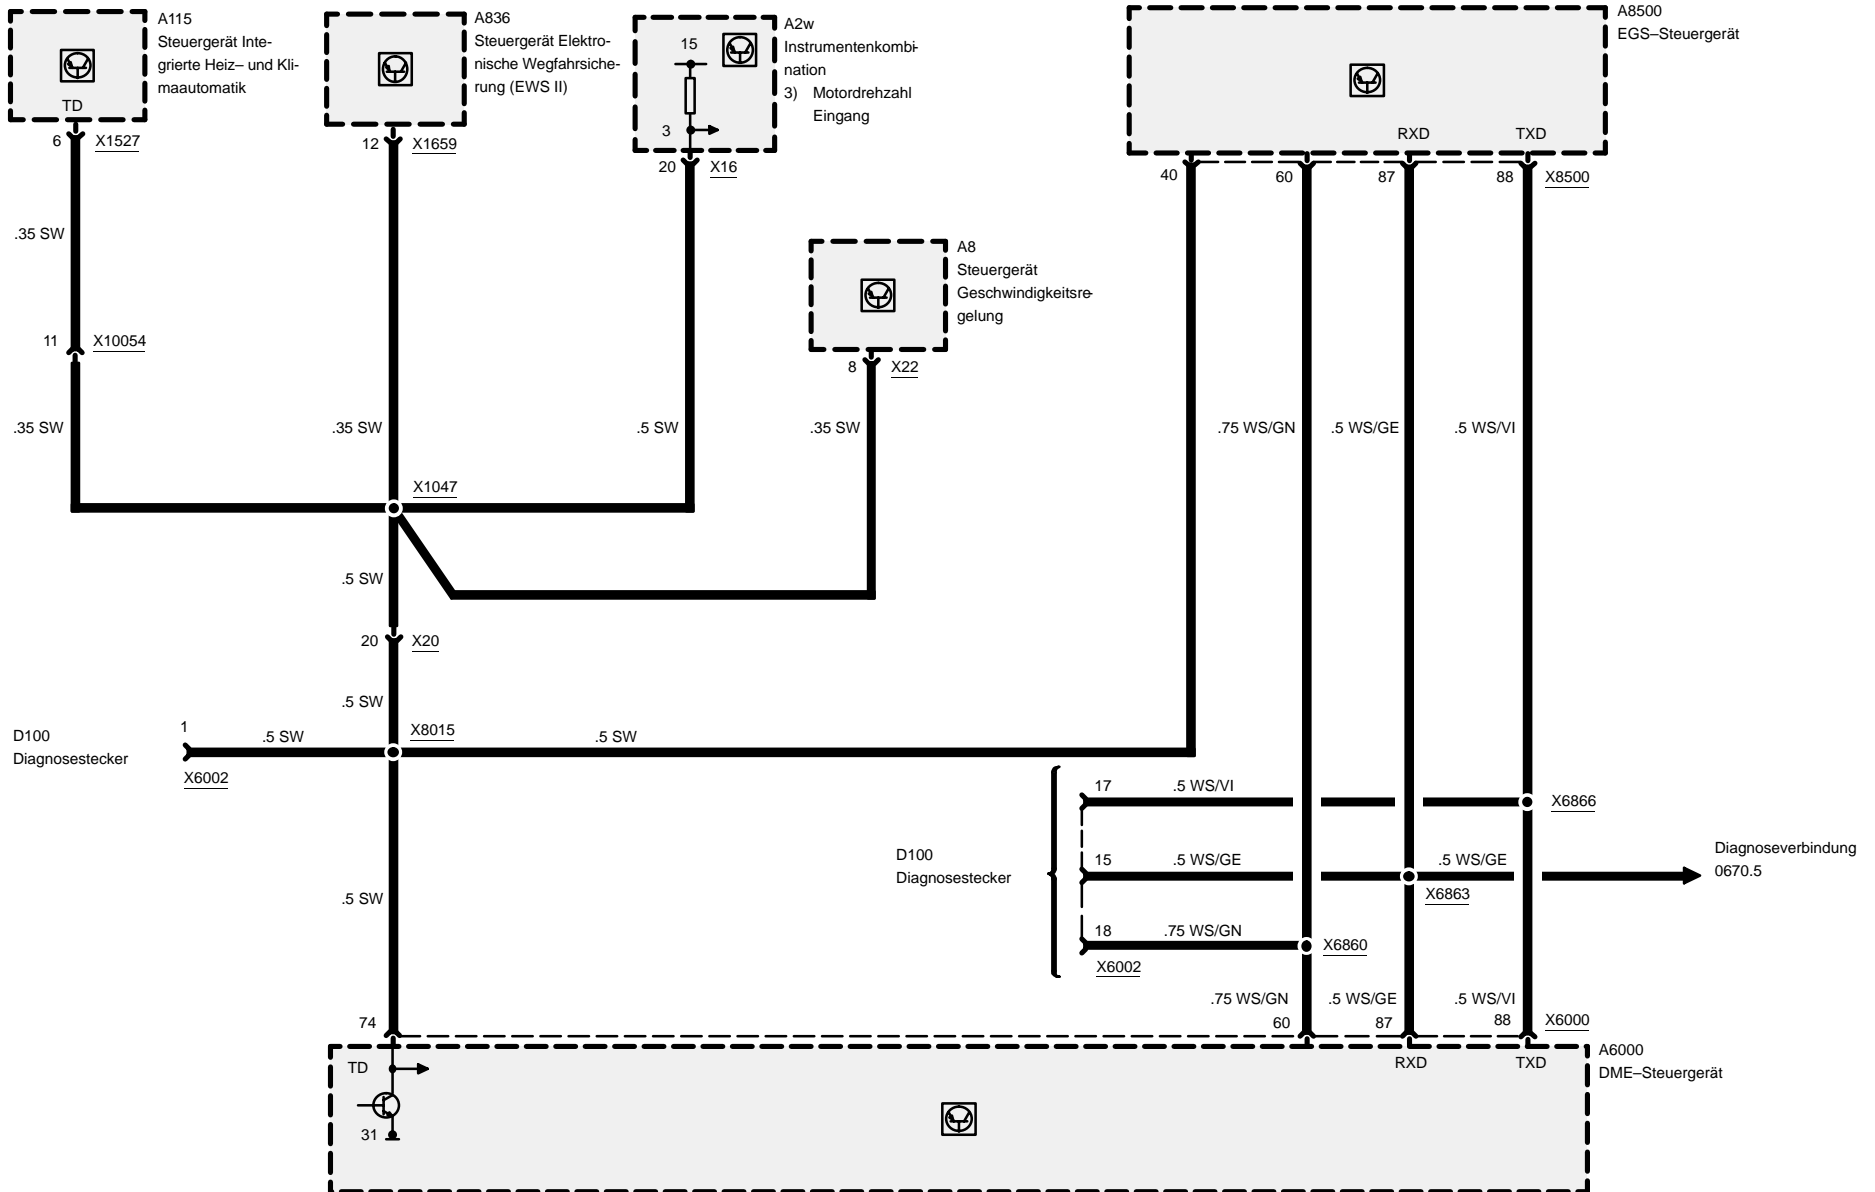 A115
Steuergerät Inte-
grierte Heiz– und Kli-
maautomatik
TD
6
X1527
A836
Steuergerät Elektro-
nische Wegfahrsiche-
rung (EWS II)
12
X1659
A2w
Instrumentenkombi-
nation
3) Motordrehzahl
Eingang
15
3
20
X16
A8500
EGS–Steuergerät
RXD
TXD
40
60
87
88
X8500
.35 SW
A8
Steuergerät
Geschwindigkeitsre-
gelung
8
X22
11
X10054
.35 SW
.35 SW
.5 SW
.35 SW
.75 WS/GN
.5 WS/GE
.5 WS/VI
X1047
.5 SW
20
X20
.5 SW
X8015
D100
Diagnosestecker
1
.5 SW
.5 SW
X6002
17
.5 WS/VI
X6866
D100
Diagnosestecker
15
.5 WS/GE
.5 WS/GE
X6863
Diagnoseverbindung
0670.5
.5 SW
18
.75 WS/GN
X6860
X6002
.75 WS/GN
.5 WS/GE
.5 WS/VI
74
60
87
88
X6000
TD
31
RXD
TXD
A6000
DME–Steuergerät